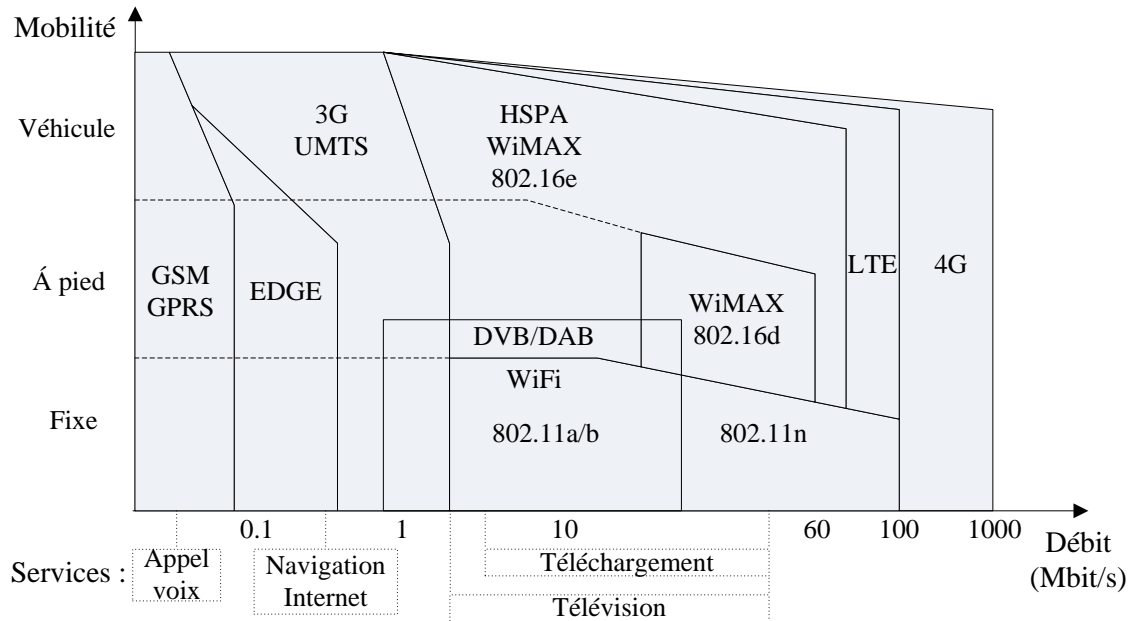 Mobilité
Véhicule
3G
UMTS
HSPA
WiMAX
802.16e
Á pied
GSM
GPRS
EDGE
LTE
4G
WiMAX
802.16d
DVB/DAB
WiFi
Fixe
802.11a/b
802.11n
0.1
1
10
60
100
1000
Débit
(Mbit/s)
Services :
Appel
voix
Navigation
Internet
Téléchargement
Télévision